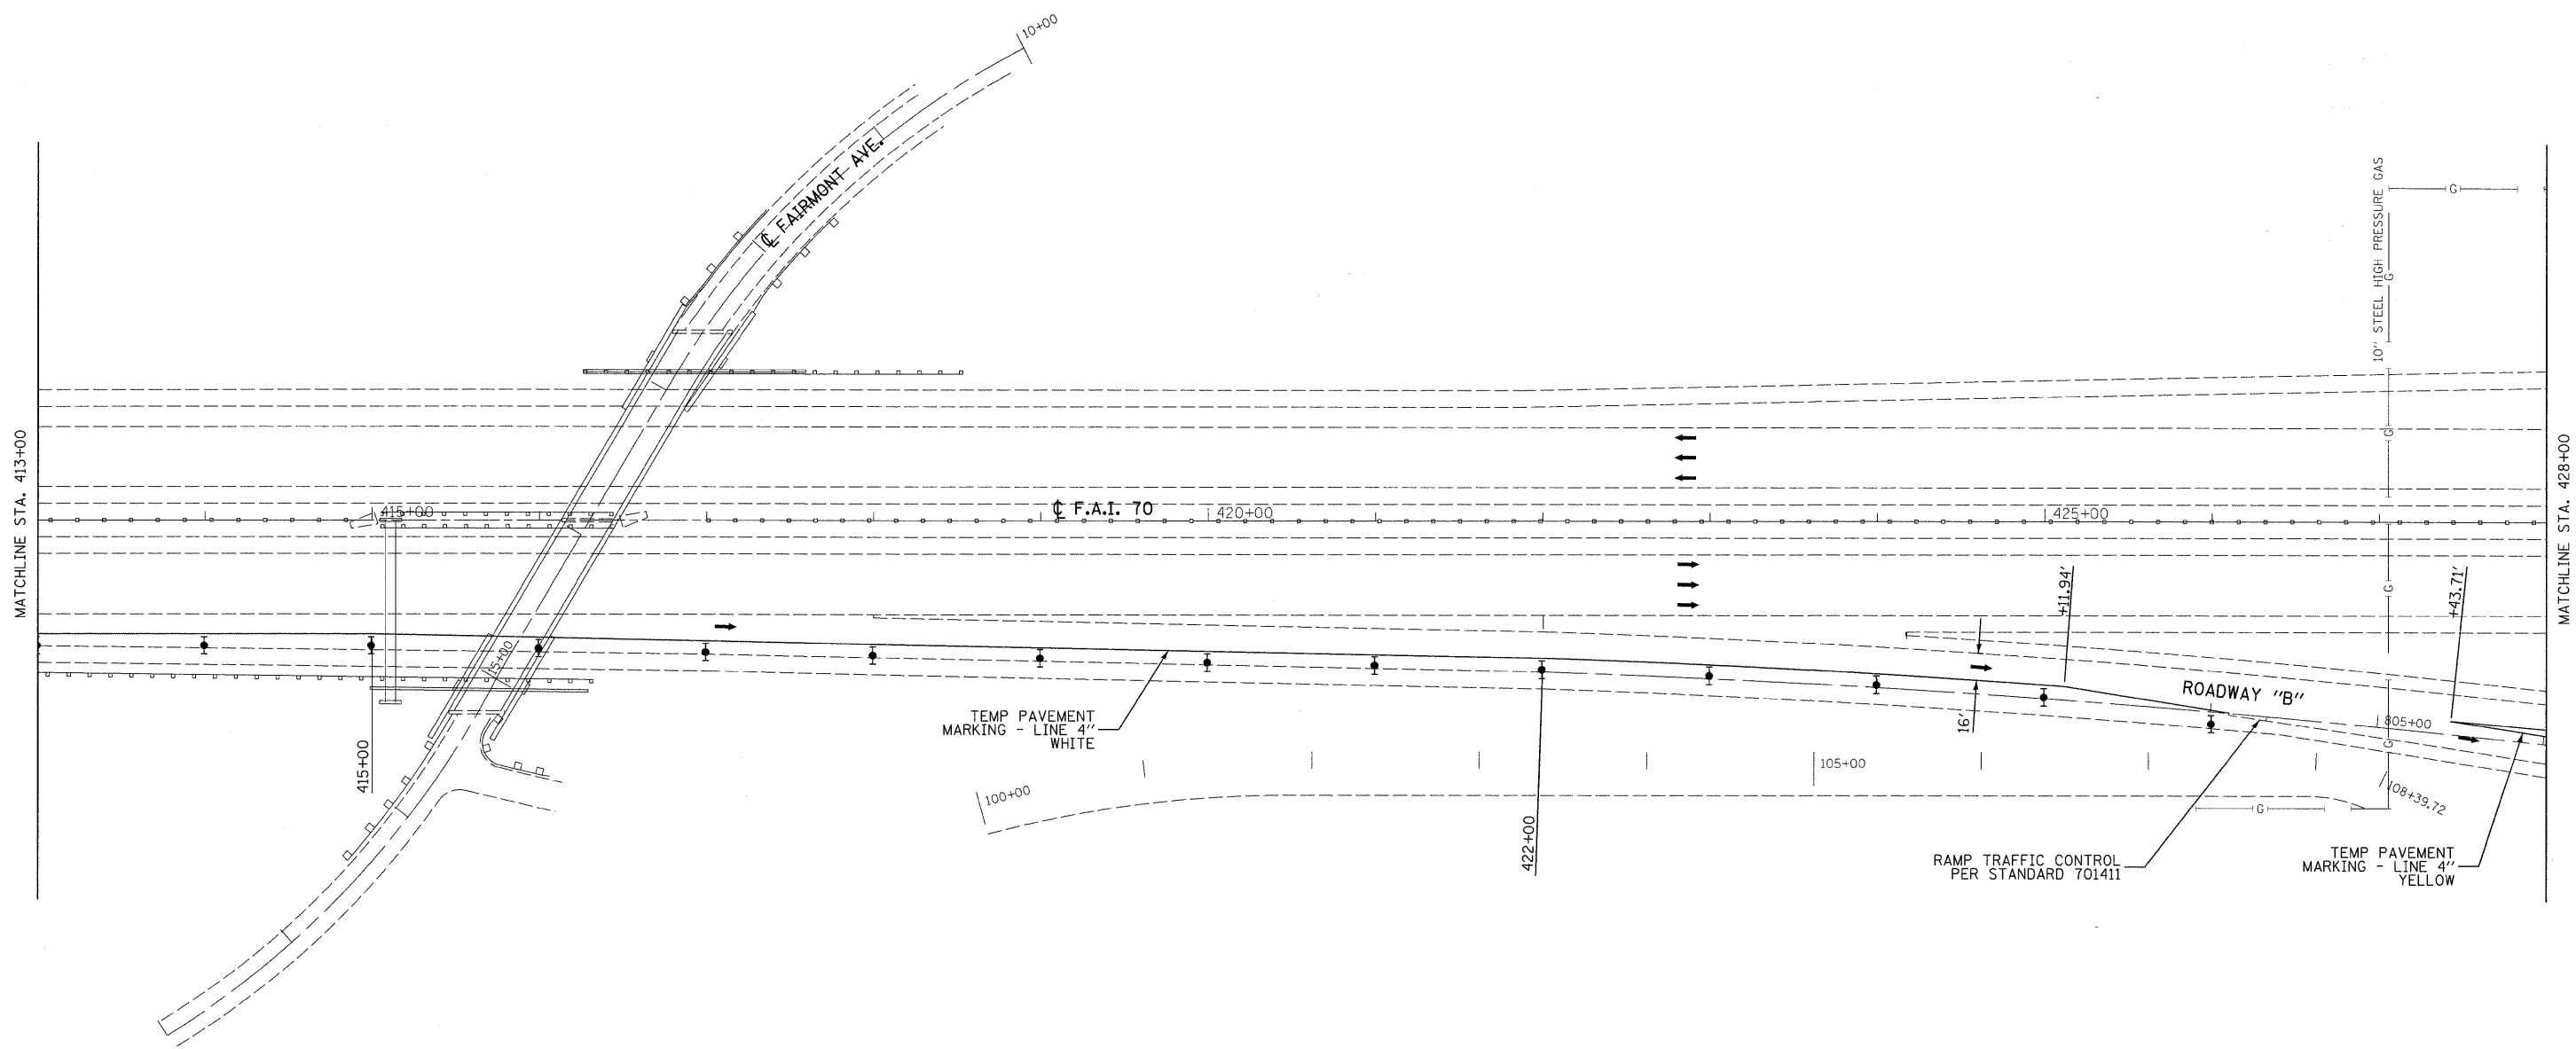 10+00
℄ FAIRMONT AVE.
10" STEEL HIGH PRESSURE GAS
G
G
G
MATCHLINE STA. 413+00
MATCHLINE STA. 428+00
415+00
℄ F.A.I. 70
420+00
425+00
G
+11.94'
+43.71'
15+00
ROADWAY "B"
TEMP PAVEMENT
MARKING - LINE 4"
WHITE
16'
805+00
G
415+00
100+00
105+00
108+39.72
G
422+00
RAMP TRAFFIC CONTROL
PER STANDARD 701411
TEMP PAVEMENT
MARKING - LINE 4"
YELLOW